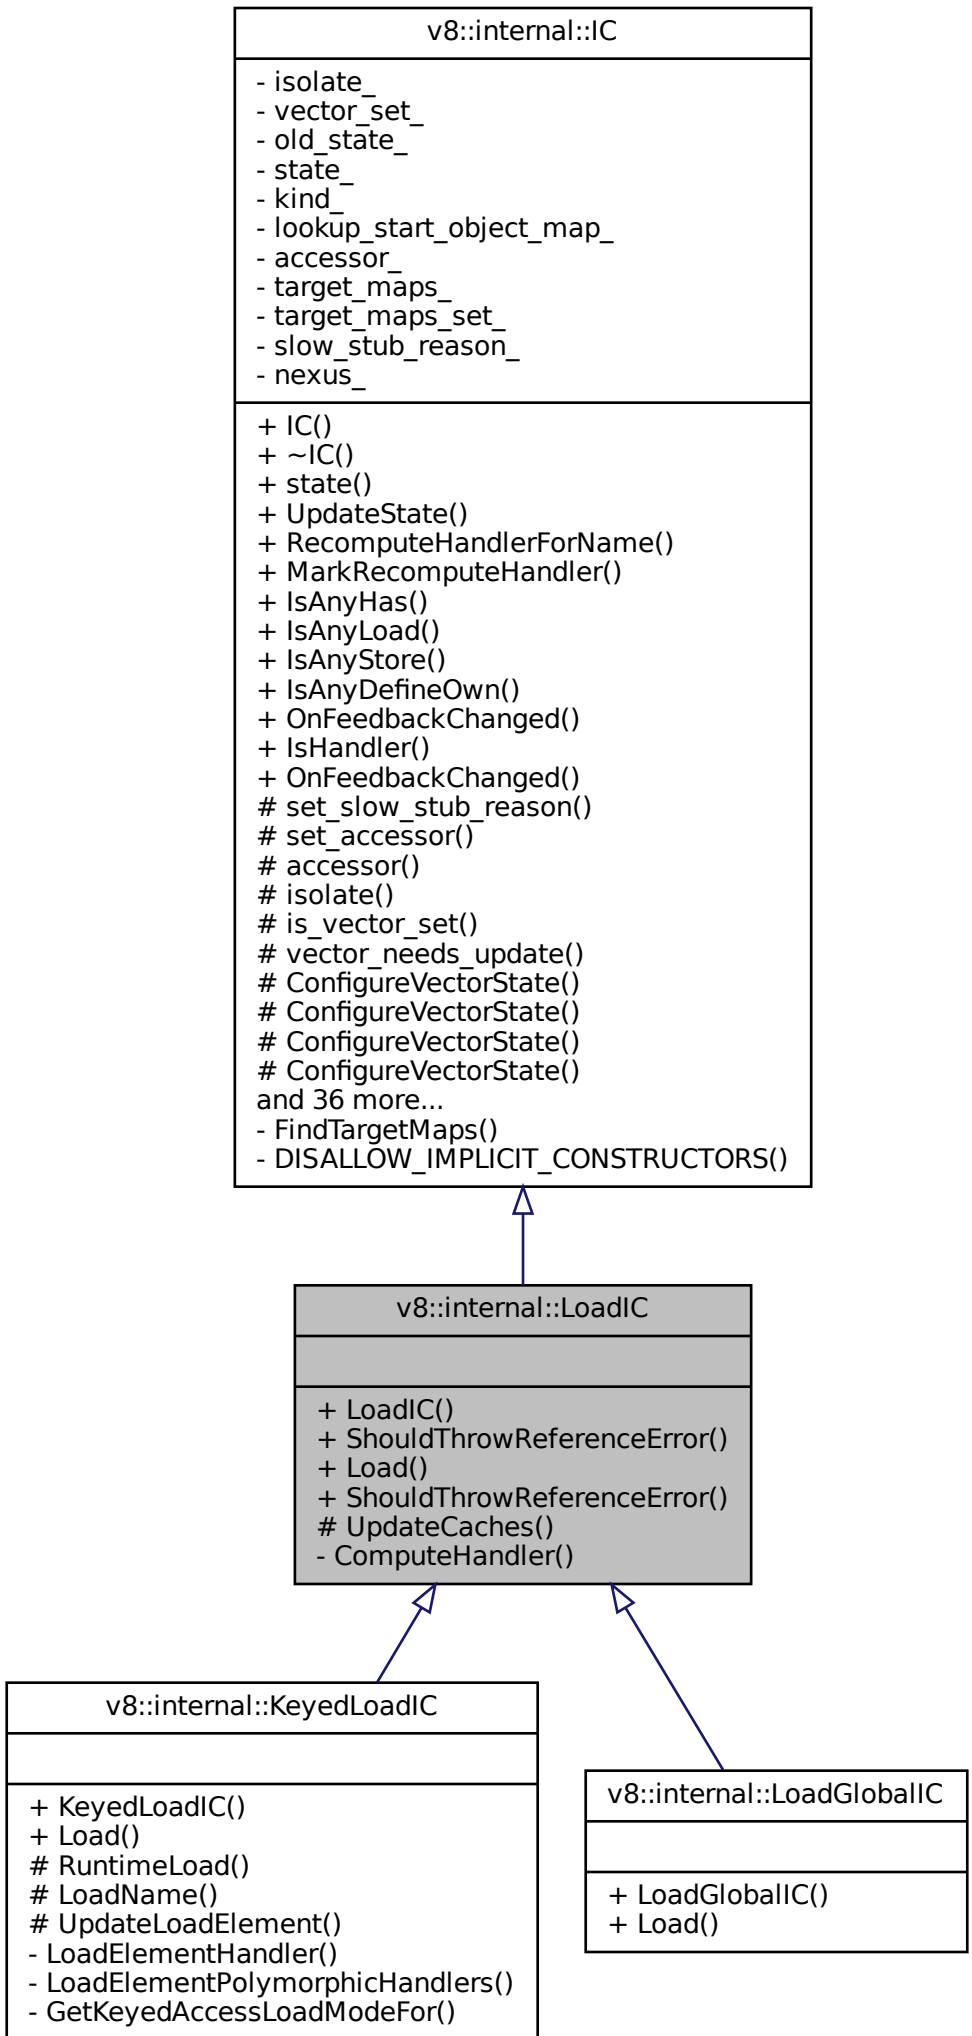 v8::internal::IC
- isolate_
- vector_set_
- old_state_
- state_
- kind_
- lookup_start_object_map_
- accessor_
- target_maps_
- target_maps_set_
- slow_stub_reason_
- nexus_
+ IC()
+ ~IC()
+ state()
+ UpdateState()
+ RecomputeHandlerForName()
+ MarkRecomputeHandler()
+ IsAnyHas()
+ IsAnyLoad()
+ IsAnyStore()
+ IsAnyDefineOwn()
+ OnFeedbackChanged()
+ IsHandler()
+ OnFeedbackChanged()
# set_slow_stub_reason()
# set_accessor()
# accessor()
# isolate()
# is_vector_set()
# vector_needs_update()
# ConfigureVectorState()
# ConfigureVectorState()
# ConfigureVectorState()
# ConfigureVectorState()
and 36 more...
- FindTargetMaps()
- DISALLOW_IMPLICIT_CONSTRUCTORS()
v8::internal::LoadIC
+ LoadIC()
+ ShouldThrowReferenceError()
+ Load()
+ ShouldThrowReferenceError()
# UpdateCaches()
- ComputeHandler()
v8::internal::KeyedLoadIC
+ KeyedLoadIC()
+ Load()
# RuntimeLoad()
# LoadName()
# UpdateLoadElement()
- LoadElementHandler()
- LoadElementPolymorphicHandlers()
- GetKeyedAccessLoadModeFor()
v8::internal::LoadGlobalIC
+ LoadGlobalIC()
+ Load()